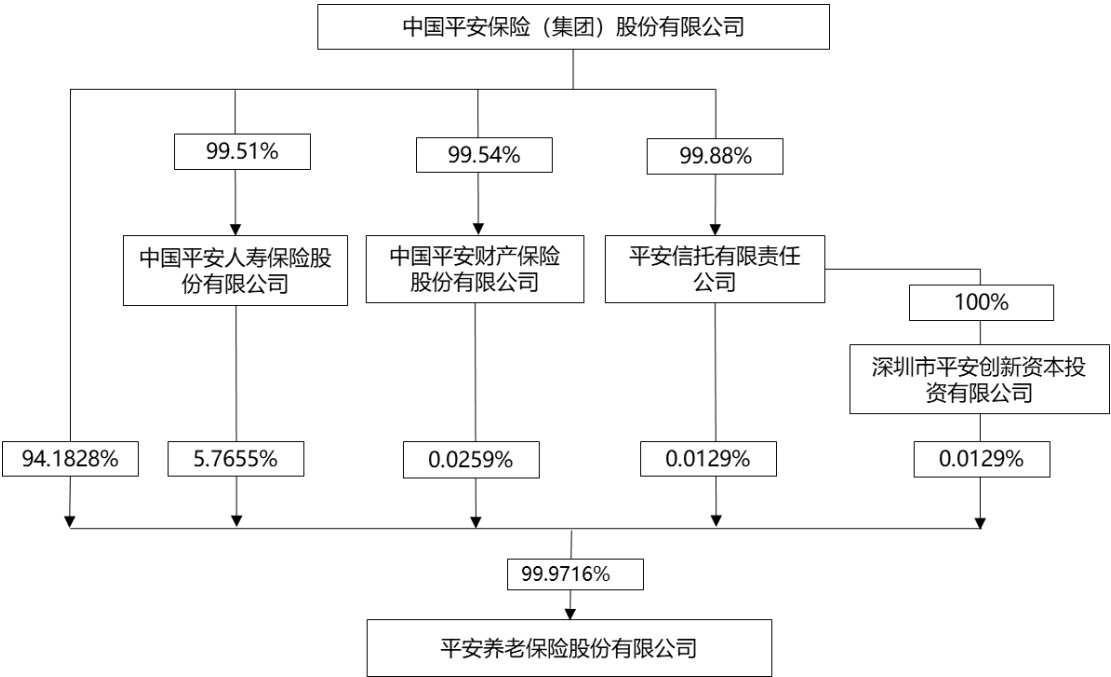 中国平安保险（集团）股份有限公司
99.51%
99.54%
99.88%
中国平安人寿保险股
份有限公司
中国平安财产保险
股份有限公司
平安信托有限责任
公司
100%
深圳市平安创新资本投
资有限公司
94.1828%
5.7655%
0.0259%
0.0129%
0.0129%
99.9716%
平安养老保险股份有限公司